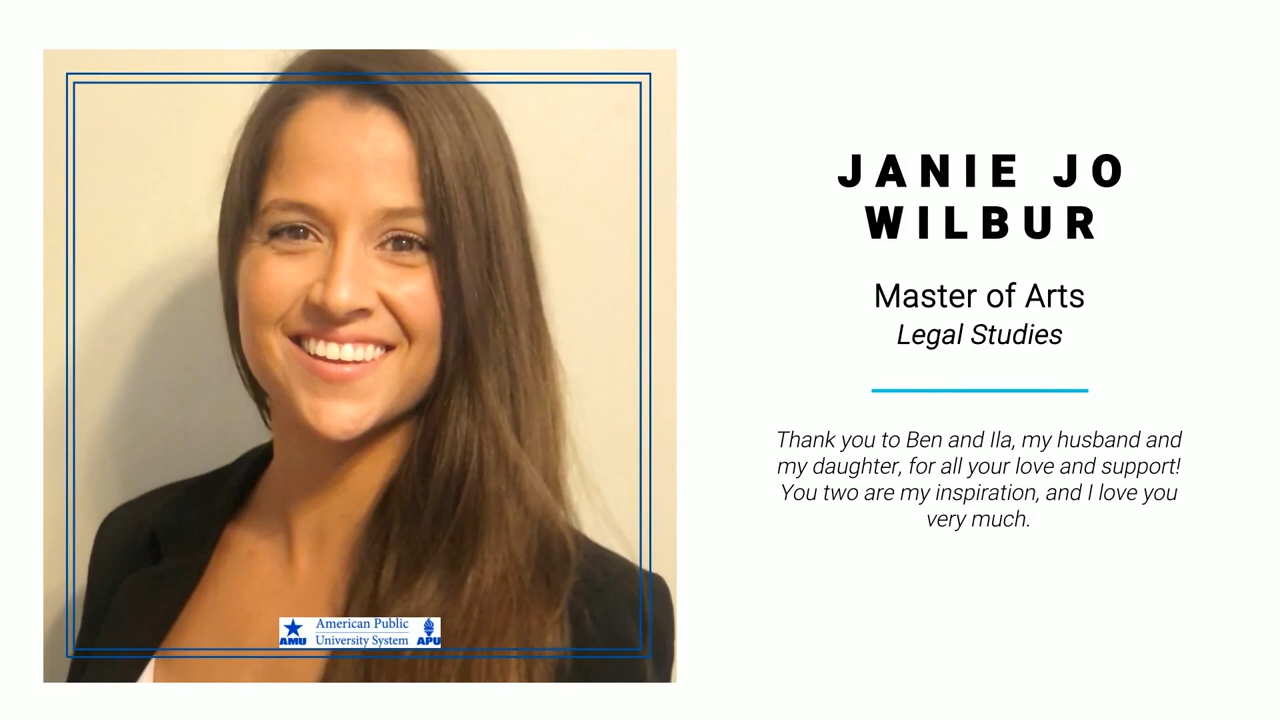 JANIE JO
WILBUR
Master of Arts
Legal Studies
Thank you to Ben and Ila, my husband and
my daughter, for all your love and support!
You two are my inspiration, and I love you
very much.
AMU
American Public
University System
APU